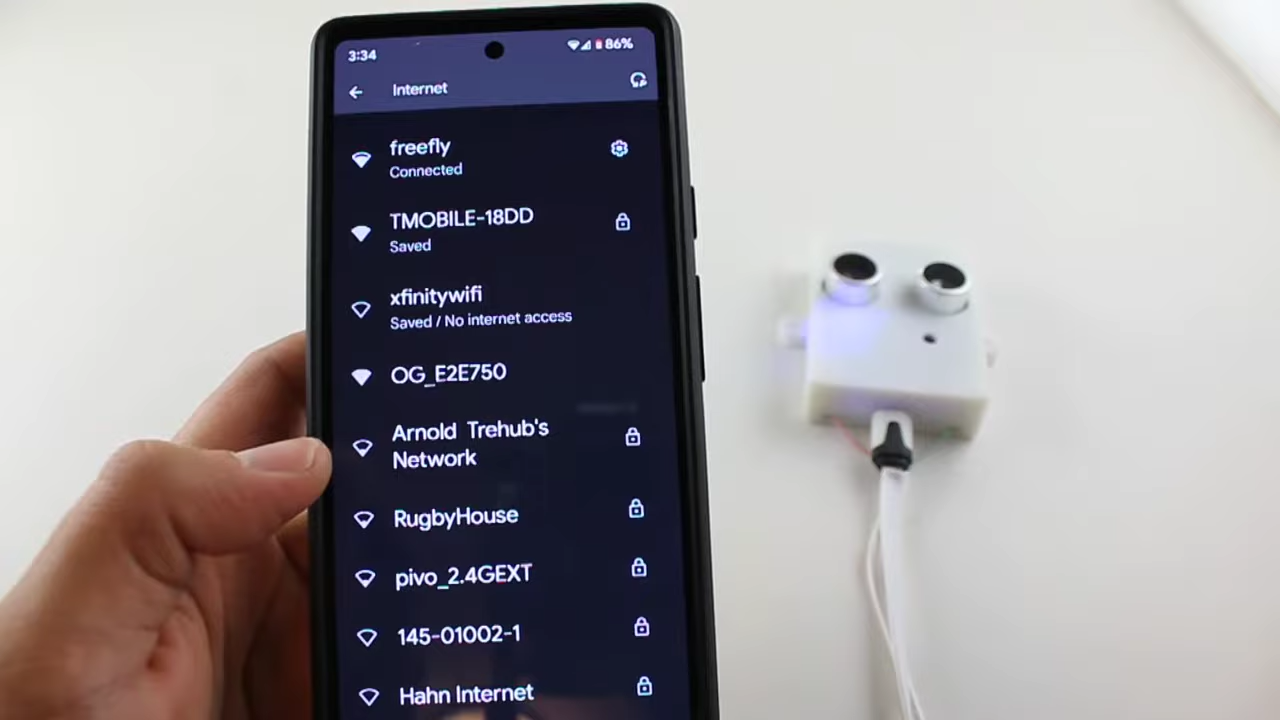 3:34
86%
Internet
freefly
Connected
TMOBILE-18DD
Saved
xfinitywifi
Saved / No internet access
OG_E2E750
Arnold Trehub's
Network
RugbyHouse
pivo_2.4GEXT
145-01002-1
Hahn Internet